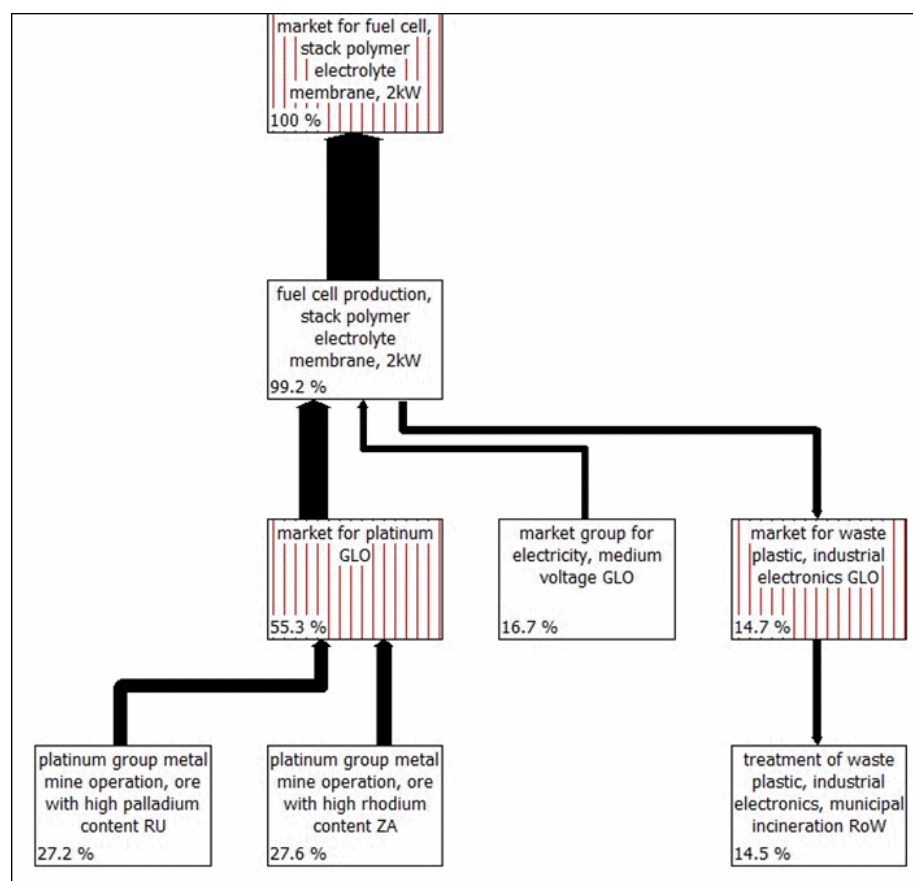 market for fuel cell,
stack polymer
electrolyte
membrane, 2kW
100 %
fuel cell production,
stack polymer
electrolyte
membrane, 2kW
99.2 %
market for platinum
GLO
55.3 %
market group for
electricity, medium
voltage GLO
16.7 %
market for waste
plastic, industrial
electronics GLO
14.7 %
platinum group metal
mine operation, ore
with high palladium
content RU
27.2 %
platinum group metal
mine operation, ore
with high rhodium
content ZA
27.6 %
treatment of waste
plastic, industrial
electronics, municipal
incineration RoW
14.5 %